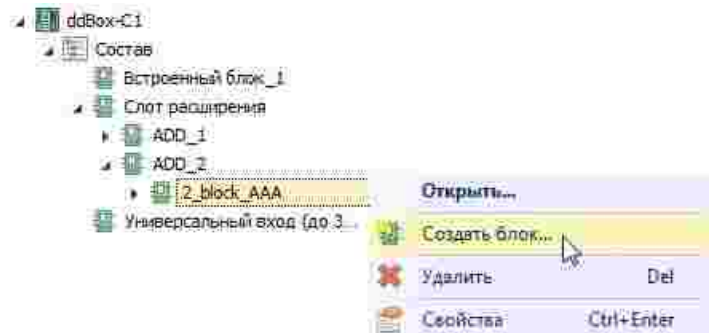 ddBox-C1
Состав
Встроенный блок_1
Слот расширения
ADD_1
ADD_2
2_block_AAA
Универсальный вход (до 3...
Открыть...
Создать блок...
Удалить Del
Свойства Ctrl+Enter